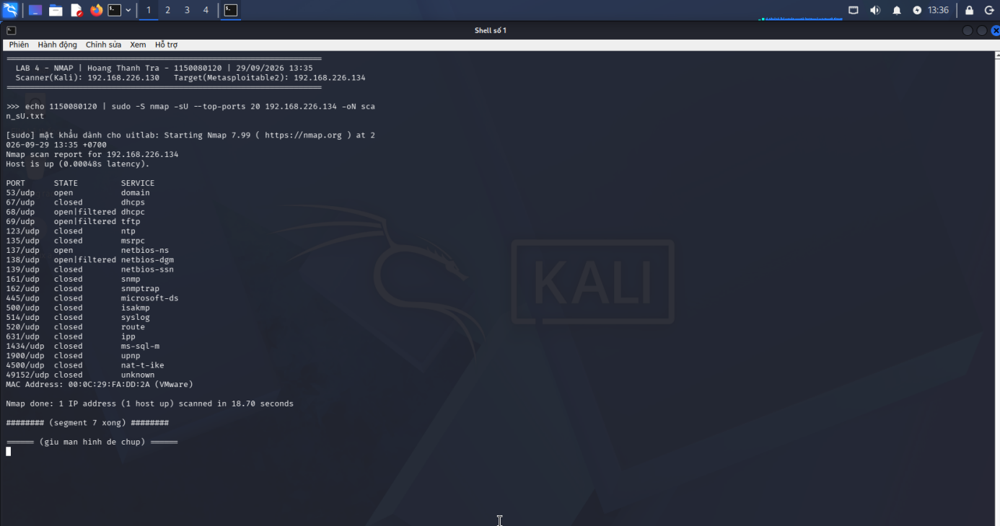 1 2 3 4 13:36
Shell số 1
Phiên Hành động Chỉnh sửa Xem Hỗ trợ
LAB 4 - NMAP | Hoang Thanh Tra - 1150080120 | 29/09/2026 13:35
Scanner(Kali): 192.168.226.130 Target(Metasploitable2): 192.168.226.134
>>> echo 1150080120 | sudo -S nmap -sU --top-ports 20 192.168.226.134 -oN sca
n_sU.txt
[sudo] mật khẩu dành cho uitlab: Starting Nmap 7.99 ( https://nmap.org ) at 2
026-09-29 13:35 +0700
Nmap scan report for 192.168.226.134
Host is up (0.00048s latency).
PORT STATE SERVICE
53/udp open domain
67/udp closed dhcps
68/udp open|filtered dhcpc
69/udp open|filtered tftp
123/udp closed ntp
135/udp closed msrpc
137/udp open netbios-ns
138/udp open|filtered netbios-dgm
139/udp closed netbios-ssn
161/udp closed snmp
162/udp closed snmptrap
445/udp closed microsoft-ds
500/udp closed isakmp
514/udp closed syslog
520/udp closed route
631/udp closed ipp
1434/udp closed ms-sql-m
1900/udp closed upnp
4500/udp closed nat-t-ike
49152/udp closed unknown
MAC Address: 00:0C:29:FA:DD:2A (VMware)
Nmap done: 1 IP address (1 host up) scanned in 18.70 seconds
######## (segment 7 xong) ########
====== (giu man hinh de chup) ======
KALI